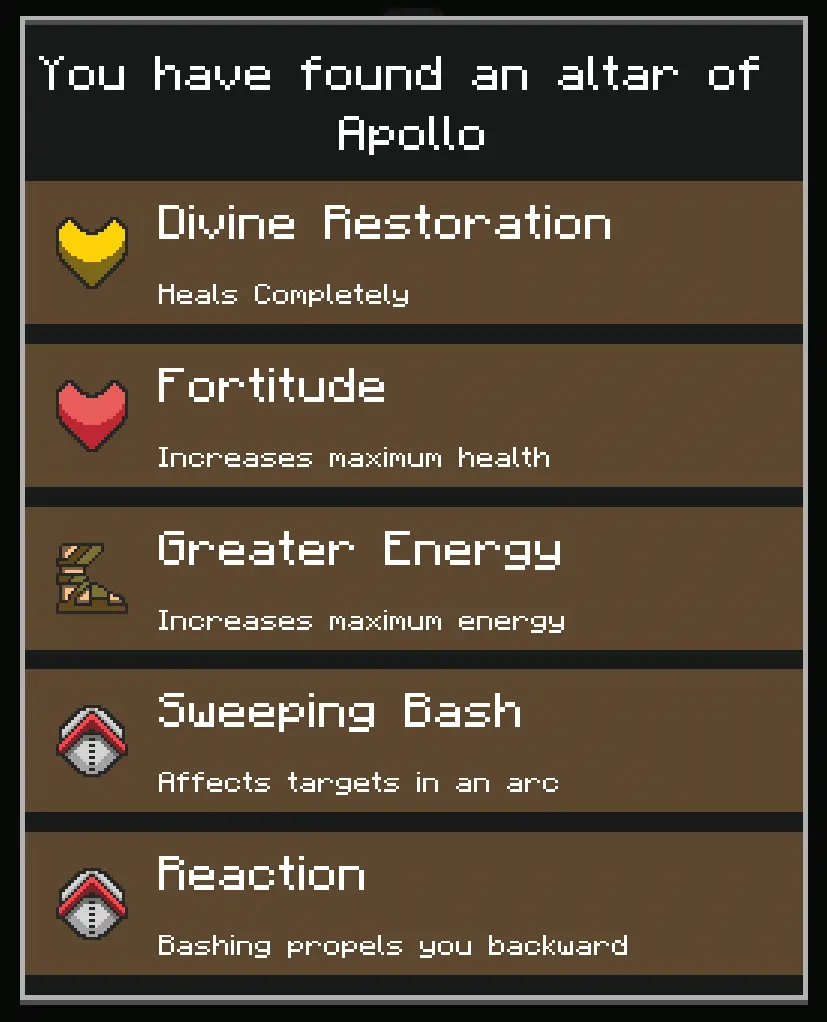 You have found an altar of
Apollo
Divine Restoration
Heals Completely
Fortitude
Increases maximum health
Greater Energy
Increases maximum energy
Sweeping Bash
Affects targets in an arc
Reaction
Bashing propels you backward